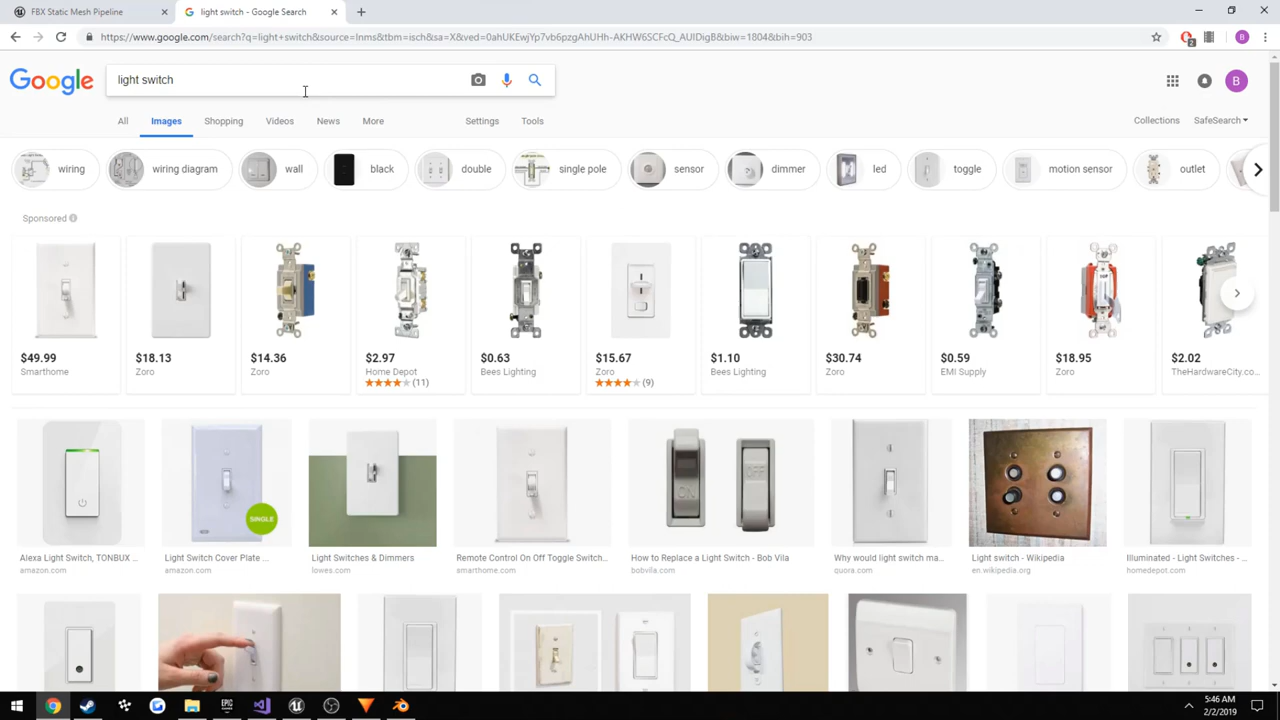 FBX Static Mesh Pipeline
light switch - Google Search
https://www.google.com/search?q=light+switch&source=lnms&tbm=isch&sa=X&ved=0ahUKEwjYp7vb6pzgAhUHh-AKHW6SCFcQ_AUIDigB&biw=1804&bih=903
2
B
Google
light switch
B
All
Images
Shopping
Videos
News
More
Settings
Tools
Collections
SafeSearch
wiring
wiring diagram
wall
black
double
single pole
sensor
dimmer
led
toggle
motion sensor
outlet
Sponsored
$49.99
Smarthome
$18.13
Zoro
$14.36
Zoro
$2.97
Home Depot
(11)
$0.63
Bees Lighting
$15.67
Zoro
(9)
$1.10
Bees Lighting
$30.74
Zoro
$0.59
EMI Supply
$18.95
Zoro
$2.02
TheHardwareCity.co...
SINGLE
OFF
Alexa Light Switch, TONBUX ...
amazon.com
Light Switch Cover Plate ...
amazon.com
Light Switches & Dimmers
lowes.com
Remote Control On Off Toggle Switch...
smarthome.com
How to Replace a Light Switch - Bob Vila
bobvila.com
Why would light switch ma...
quora.com
Light switch - Wikipedia
en.wikipedia.org
Illuminated - Light Switches - ...
homedepot.com
EPIC
5:46 AM
2/2/2019